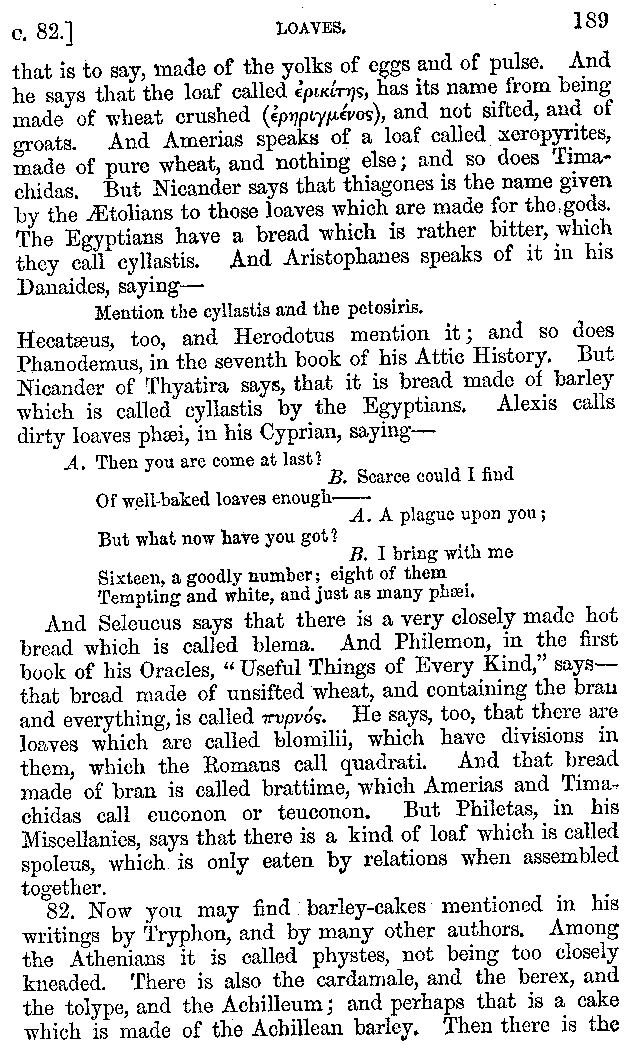 c. 82.] LOAVES. 189
that is to say, made of the yolks of eggs and of pulse. And
he says that the loaf called ἐρικίτης, has its name from being
made of wheat crushed (ἐρηριγμένος), and not sifted, and of
groats. And Amerias speaks of a loaf called xeropyrites,
made of pure wheat, and nothing else; and so does Tima-
chidas. But Nicander says that thiagones is the name given
by the Ætolians to those loaves which are made for the gods.
The Egyptians have a bread which is rather bitter, which
they call cyllastis. And Aristophanes speaks of it in his
Danaides, saying—
Mention the cyllastis and the petosiris.
Hecatæus, too, and Herodotus mention it; and so does
Phanodemus, in the seventh book of his Attic History. But
Nicander of Thyatira says, that it is bread made of barley
which is called cyllastis by the Egyptians. Alexis calls
dirty loaves phæi, in his Cyprian, saying—
A. Then you are come at last?
B. Scarce could I find
Of well-baked loaves enough——
A. A plague upon you;
But what now have you got?
B. I bring with me
Sixteen, a goodly number; eight of them
Tempting and white, and just as many phæi.
And Seleucus says that there is a very closely made hot
bread which is called blema. And Philemon, in the first
book of his Oracles, “Useful Things of Every Kind,” says—
that bread made of unsifted wheat, and containing the bran
and everything, is called πυρνός. He says, too, that there are
loaves which are called blomilii, which have divisions in
them, which the Romans call quadrati. And that bread
made of bran is called brattime, which Amerias and Tima-
chidas call euconon or teuconon. But Philetas, in his
Miscellanies, says that there is a kind of loaf which is called
spoleus, which is only eaten by relations when assembled
together.
82. Now you may find barley-cakes mentioned in his
writings by Tryphon, and by many other authors. Among
the Athenians it is called phystes, not being too closely
kneaded. There is also the cardamale, and the berex, and
the tolype, and the Achilleum; and perhaps that is a cake
which is made of the Achillean barley. Then there is the